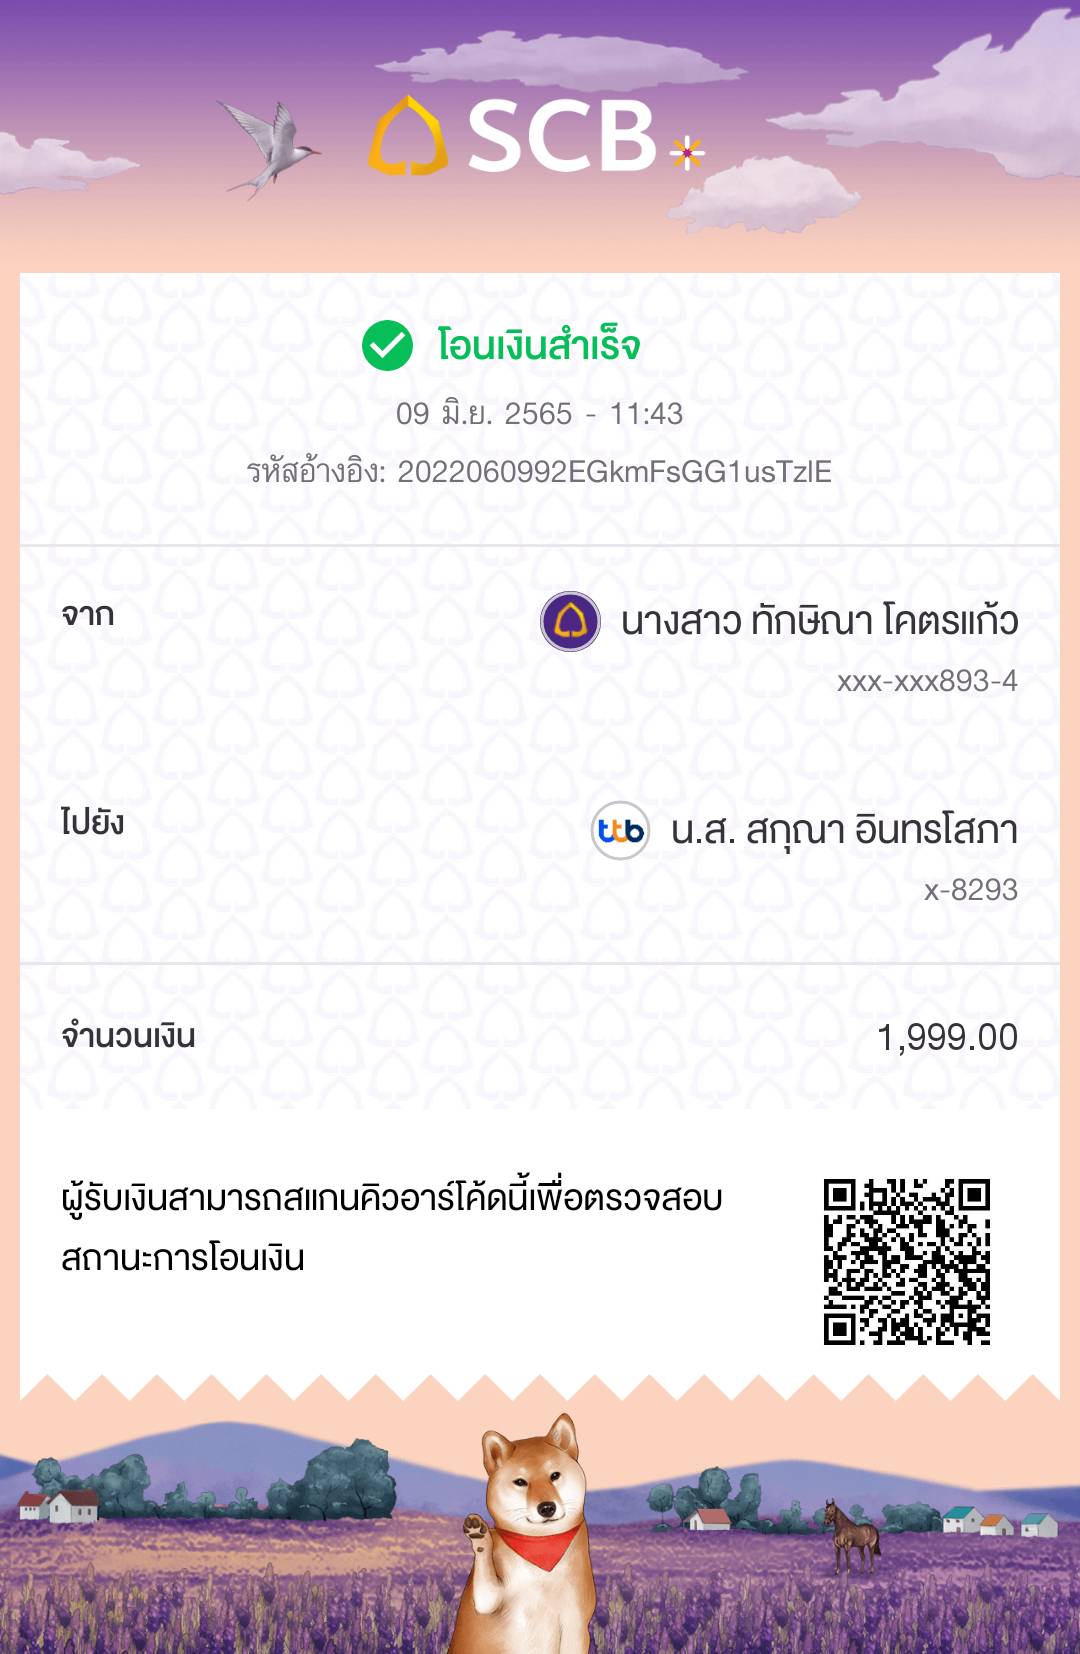 SCB
โอนเงินสำเร็จ
09 มิ.ย. 2565 - 11:43
รหัสอ้างอิง: 2022060992EGkmFsGG1usTzIE
จาก
นางสาว ทักษิณา โคตรแก้ว
xxx-xxx893-4
ไปยัง
ttb น.ส. สกุณา อินทรโสภา
x-8293
จำนวนเงิน
1,999.00
ผู้รับเงินสามารถสแกนคิวอาร์โค้ดนี้เพื่อตรวจสอบ
สถานะการโอนเงิน